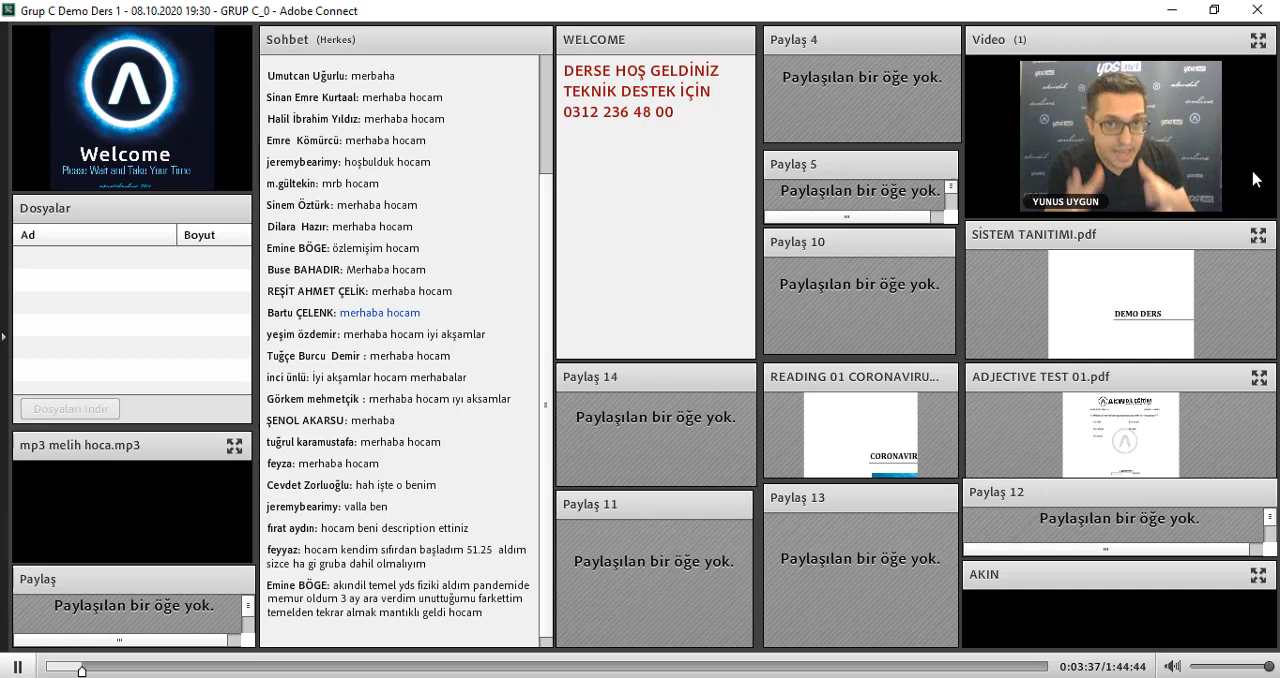 Grup C Demo Ders 1 - 08.10.2020 19:30 - GRUP C_0 - Adobe Connect
Welcome
Please Wait and Take Your Time
Dosyalar
Ad Boyut
Dosyaları İndir
mp3 melih hoca.mp3
Paylaş
Paylaşılan bir öğe yok.
Sohbet (Herkes)
Umutcan Uğurlu: merbaha
Sinan Emre Kurtaal: merhaba hocam
Halil İbrahim Yıldız: merhaba hocam
Emre Kömürcü: merhaba hocam
jeremybearimy: hoşbulduk hocam
m.gültekin: mrb hocam
Sinem Öztürk: merhaba hocam
Dilara Hazır: merhaba hocam
Emine BÖGE: özlemişim hocam
Buse BAHADIR: Merhaba hocam
REŞİT AHMET ÇELİK: merhaba hocam
Bartu ÇELENK: merhaba hocam
yeşim özdemir: merhaba hocam iyi akşamlar
Tuğçe Burcu Demir : merhaba hocam
inci ünlü: İyi akşamlar hocam merhabalar
Görkem mehmetçik : merhaba hocam ıyı aksamlar
ŞENOL AKARSU: merhaba
tuğrul karamustafa: merhaba hocam
feyza: merhaba hocam
Cevdet Zorluoğlu: hah işte o benim
jeremybearimy: valla ben
fırat aydın: hocam beni description ettiniz
feyyaz: hocam kendim sıfırdan başladım 51.25 aldım
sizce ha gi gruba dahil olmalıyım
Emine BÖGE: akındil temel yds fiziki aldım pandemide
memur oldum 3 ay ara verdim unuttuğumu farkettim
temelden tekrar almak mantıklı geldi hocam
WELCOME
DERSE HOŞ GELDİNİZ
TEKNİK DESTEK İÇİN
0312 236 48 00
Paylaş 14
Paylaşılan bir öğe yok.
Paylaş 11
Paylaşılan bir öğe yok.
Paylaş 4
Paylaşılan bir öğe yok.
Paylaş 5
Paylaşılan bir öğe yok.
Paylaş 10
Paylaşılan bir öğe yok.
READING 01 CORONAVIRU...
CORONAVIR
Paylaş 13
Paylaşılan bir öğe yok.
Video (1)
YUNUS UYGUN
SİSTEM TANITIMI.pdf
DEMO DERS
ADJECTIVE TEST 01.pdf
AKIN DİL EĞİTİM
Paylaş 12
Paylaşılan bir öğe yok.
AKIN
0:03:37/1:44:44